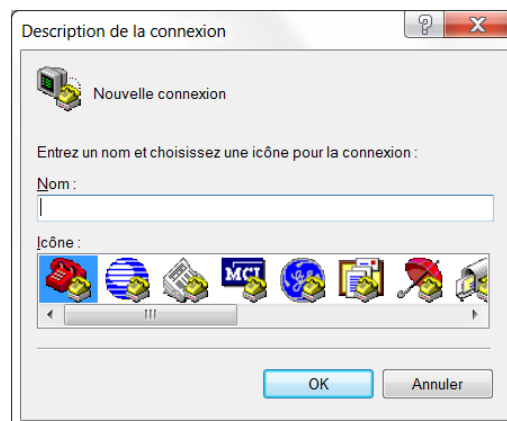 Description de la connexion
Nouvelle connexion
Entrez un nom et choisissez une icône pour la connexion :
Nom :
Icône :
MCI
OK
Annuler